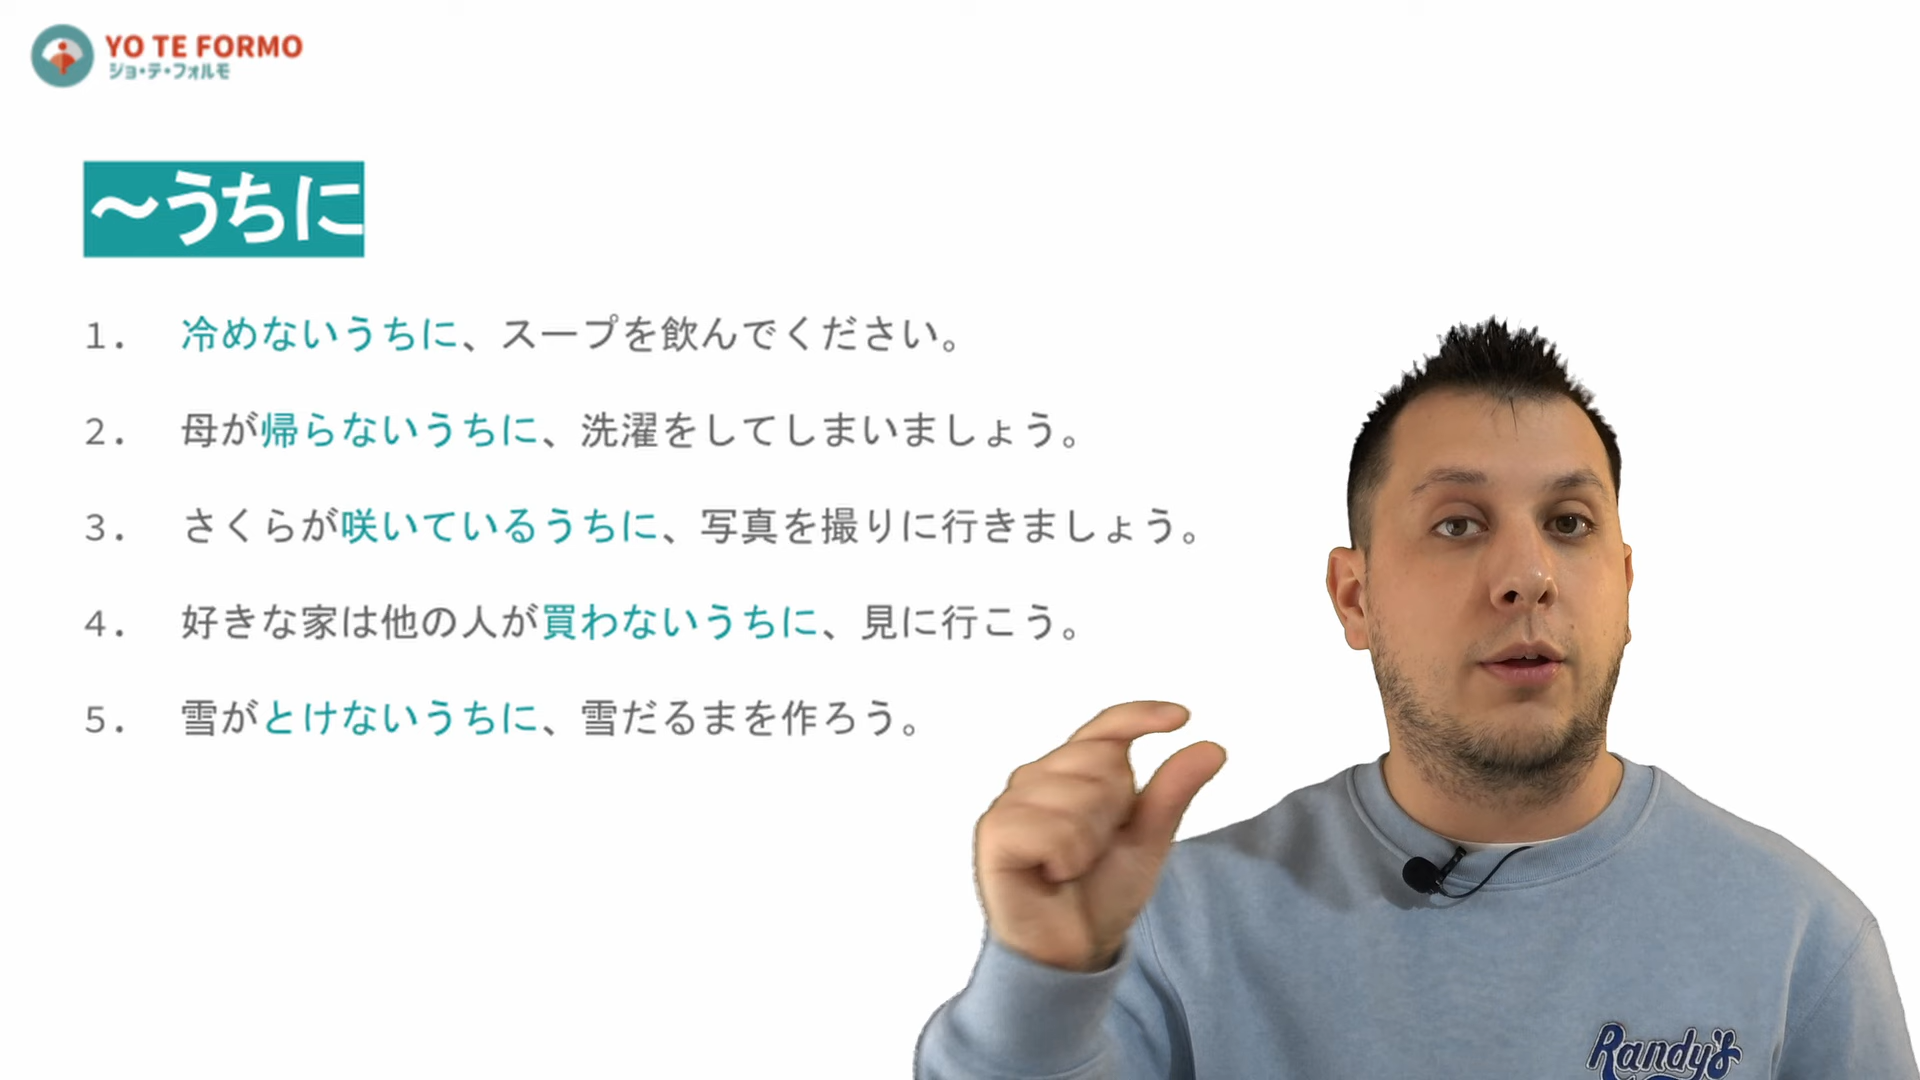 YO TE FORMO
ジョ・テ・フォルモ
～うちに
1. 冷めないうちに、スープを飲んでください。
2. 母が帰らないうちに、洗濯をしてしまいましょう。
3. さくらが咲いているうちに、写真を撮りに行きましょう。
4. 好きな家は他の人が買わないうちに、見に行こう。
5. 雪がとけないうちに、雪だるまを作ろう。
Randy's